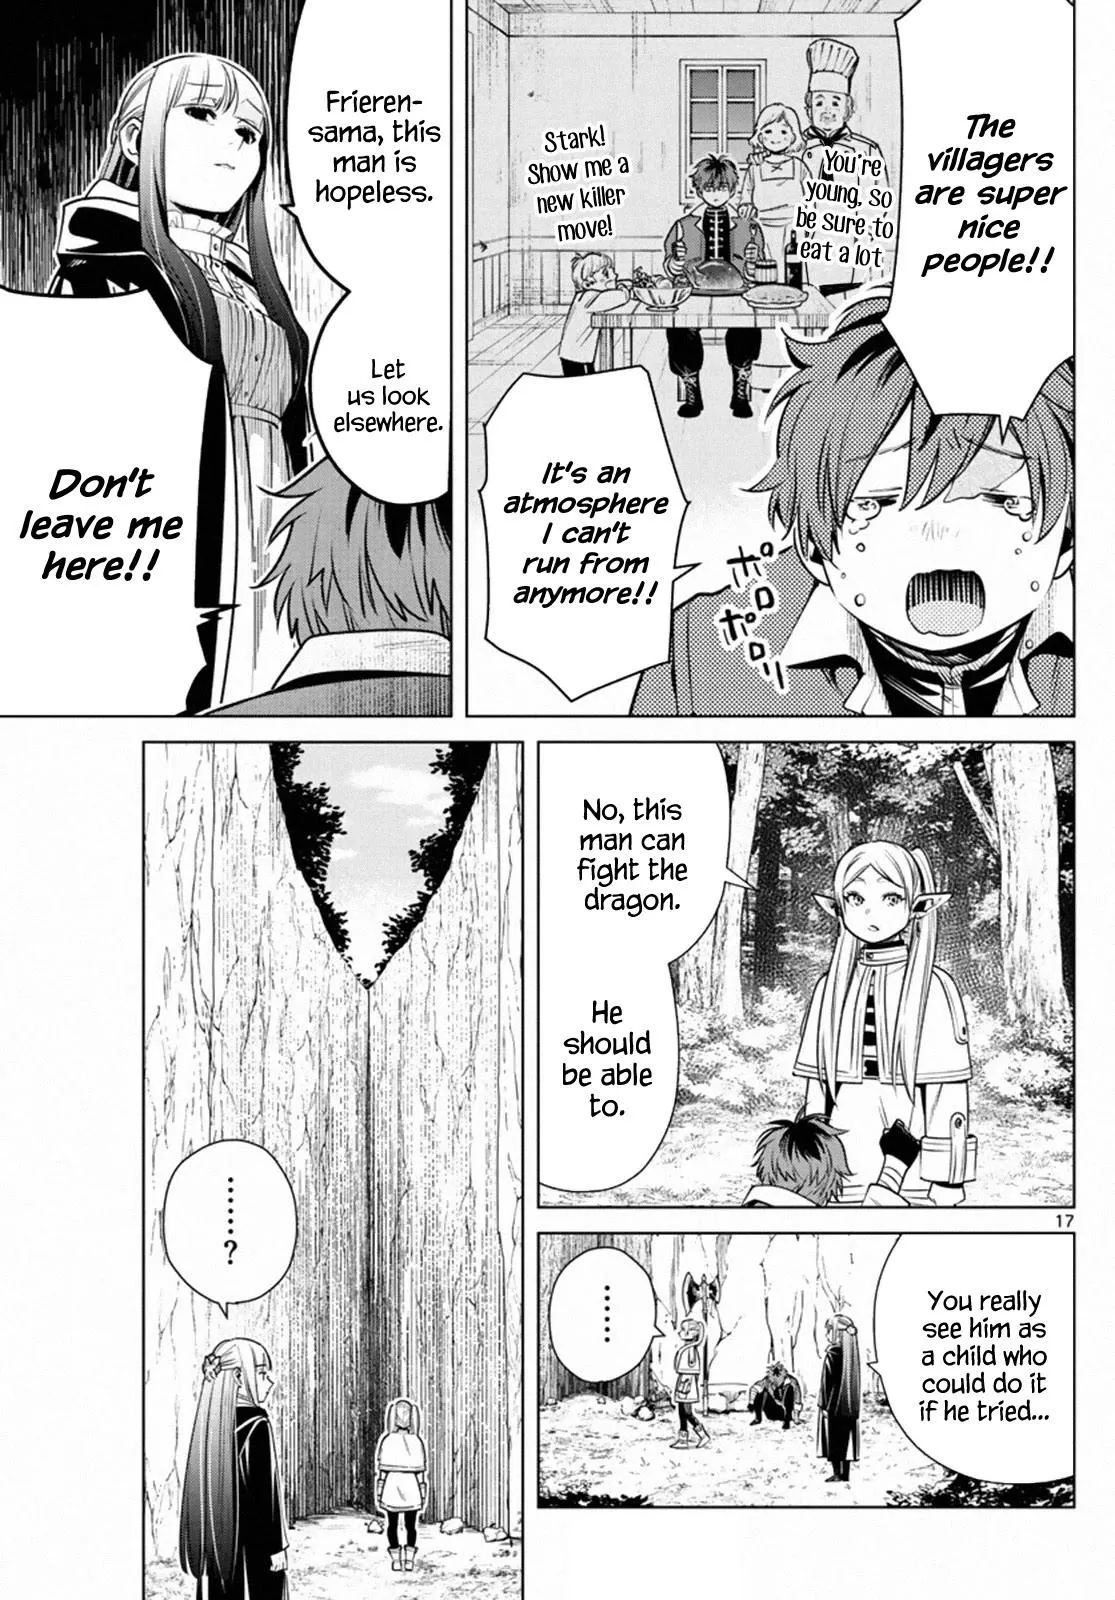 The
villagers
are super
nice
people!!
You're
young, so
be sure to
eat a lot
Stark!
Show me a
new killer
move!
It's an
atmosphere
I can't
run from
anymore!!
ポロ
ポロリ
Frieren-
sama, this
man is
hopeless.
Let
us look
elsewhere.
Don't
leave me
here!!
No, this
man can
fight the
dragon.
He
should
be able
to.
17
You really
see him as
a child who
could do it
if he tried...
……
……?